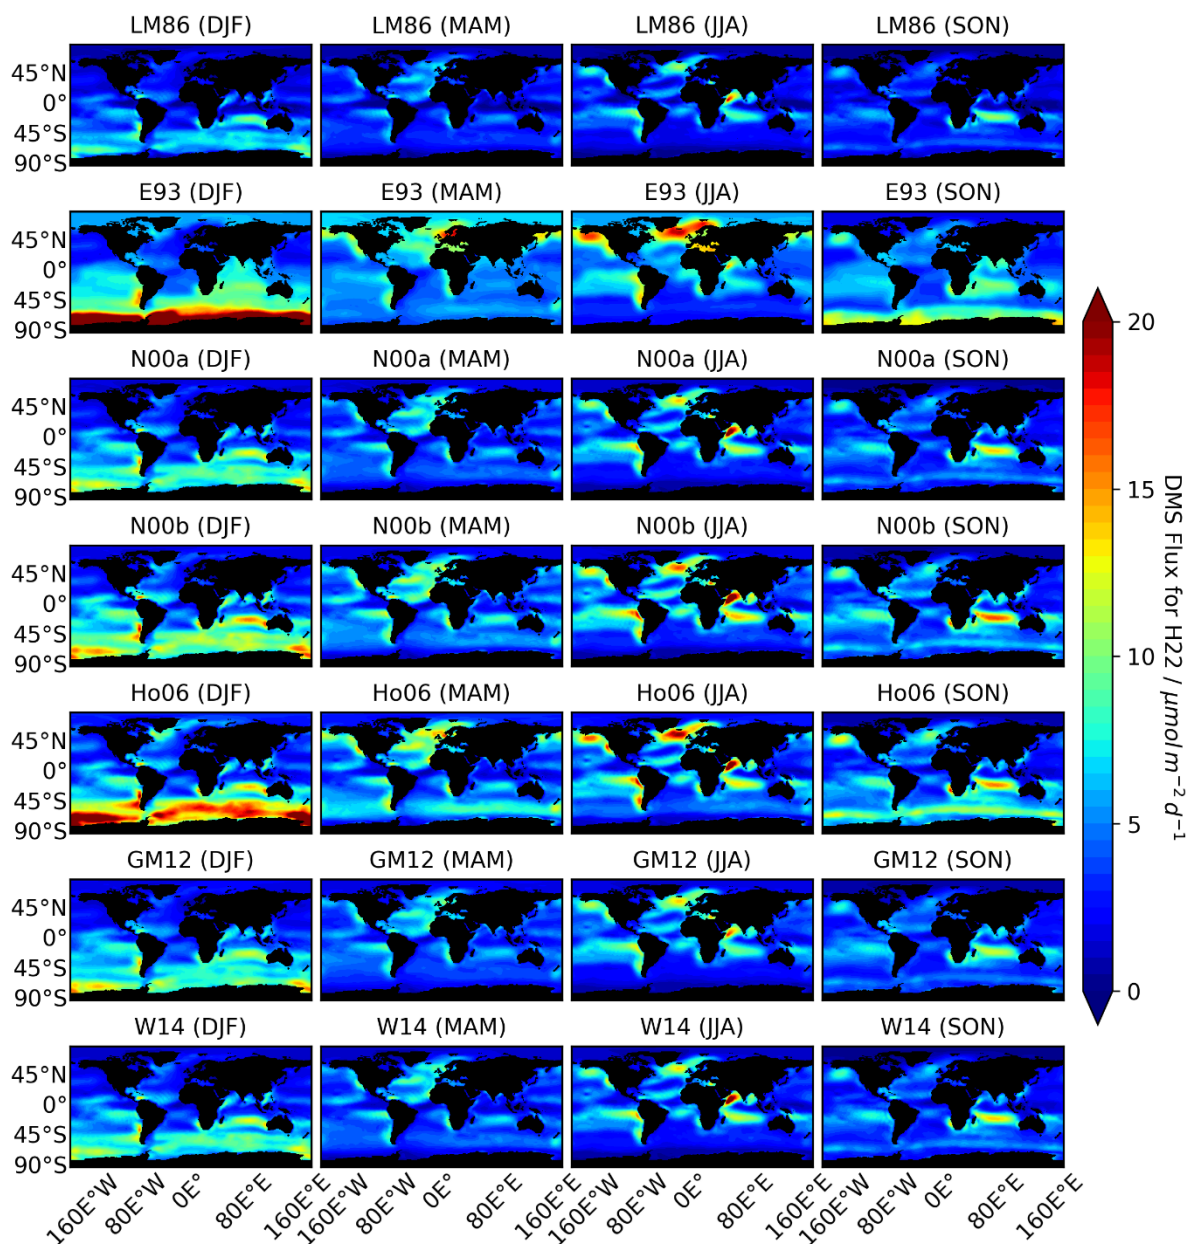 LM86 (DJF) LM86 (MAM) LM86 (JJA) LM86 (SON)
45°N
0°
45°S
90°S
E93 (DJF) E93 (MAM) E93 (JJA) E93 (SON)
45°N
0°
45°S
90°S
N00a (DJF) N00a (MAM) N00a (JJA) N00a (SON)
45°N
0°
45°S
90°S
N00b (DJF) N00b (MAM) N00b (JJA) N00b (SON)
45°N
0°
45°S
90°S
Ho06 (DJF) Ho06 (MAM) Ho06 (JJA) Ho06 (SON)
45°N
0°
45°S
90°S
GM12 (DJF) GM12 (MAM) GM12 (JJA) GM12 (SON)
45°N
0°
45°S
90°S
W14 (DJF) W14 (MAM) W14 (JJA) W14 (SON)
45°N
0°
45°S
90°S
160E°W 80E°W 0E° 80E°E 160E°E
160E°W 80E°W 0E° 80E°E 160E°E
160E°W 80E°W 0E° 80E°E 160E°E
160E°W 80E°W 0E° 80E°E 160E°E
20
15
10
5
0
DMS Flux for H22 / μmol m⁻² d⁻¹